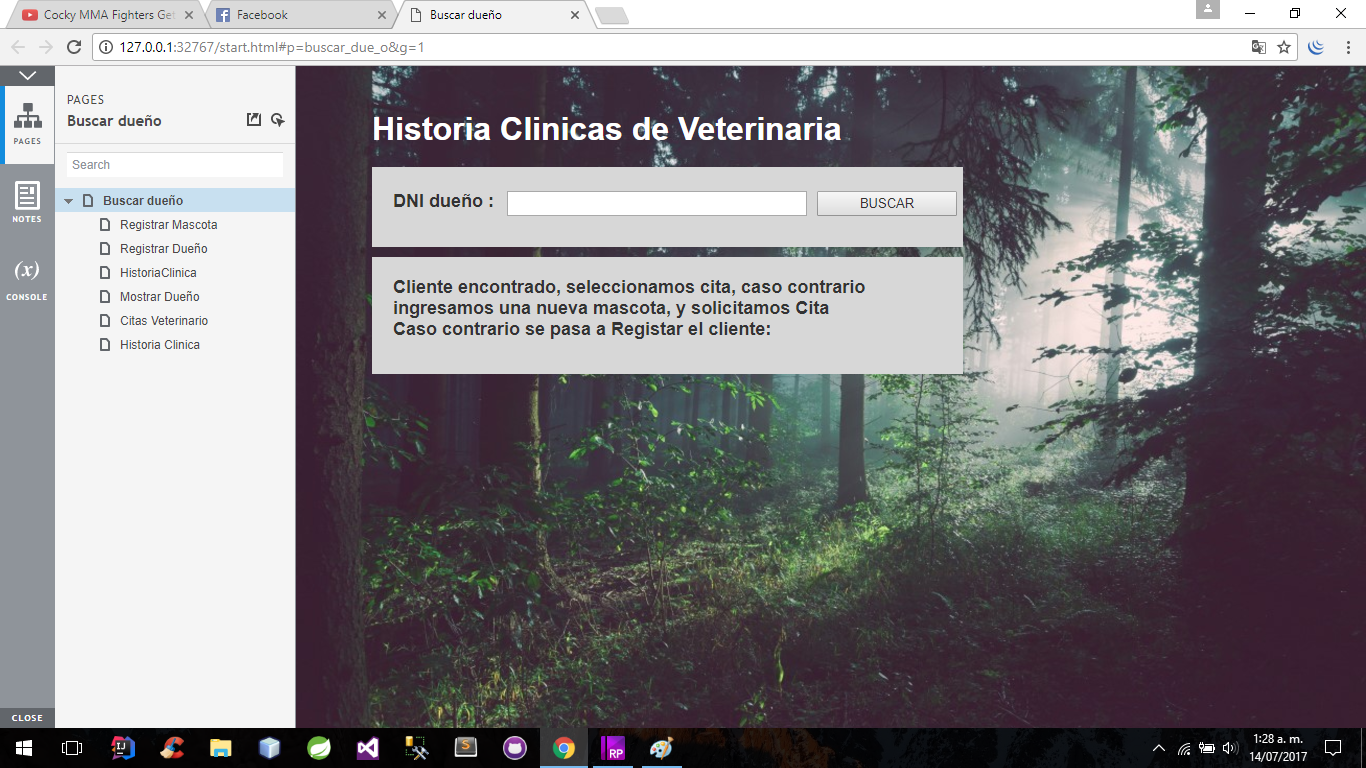 Cocky MMA Fighters Get
Facebook
Buscar dueño
127.0.0.1:32767/start.html#p=buscar_due_o&g=1
PAGES
Buscar dueño
PAGES
Search
NOTES
(x)
CONSOLE
Buscar dueño
Registrar Mascota
Registrar Dueño
HistoriaClinica
Mostrar Dueño
Citas Veterinario
Historia Clinica
Historia Clinicas de Veterinaria
DNI dueño :
BUSCAR
Cliente encontrado, seleccionamos cita, caso contrario
ingresamos una nueva mascota, y solicitamos Cita
Caso contrario se pasa a Registar el cliente:
CLOSE
IJ
S
RP
1:28 a. m.
14/07/2017